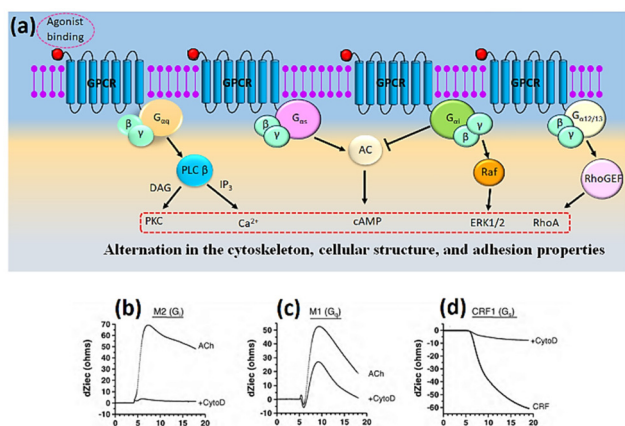 (a)
Agonist
binding
GPCR GPCR GPCR GPCR
β γ Gαq
β γ Gαs
Gαi β γ
β γ Gα12/13
PLC β
AC
Raf
RhoGEF
DAG IP3
PKC Ca2+ cAMP ERK1/2 RhoA
Alternation in the cytoskeleton, cellular structure, and adhesion properties
(b) M2 (Gi)
dZiec (ohms)
70
60
50
40
30
20
10
0
-10
0 5 10 15 20
ACh
+CytoD
(c) M1 (Gq)
dZiec (ohms)
50
40
30
20
10
0
0 5 10 15 20
ACh
+CytoD
(d) CRF1 (Gs)
dZiec (ohms)
0
-10
-20
-30
-40
-50
-60
0 5 10 15 20
+CytoD
CRF